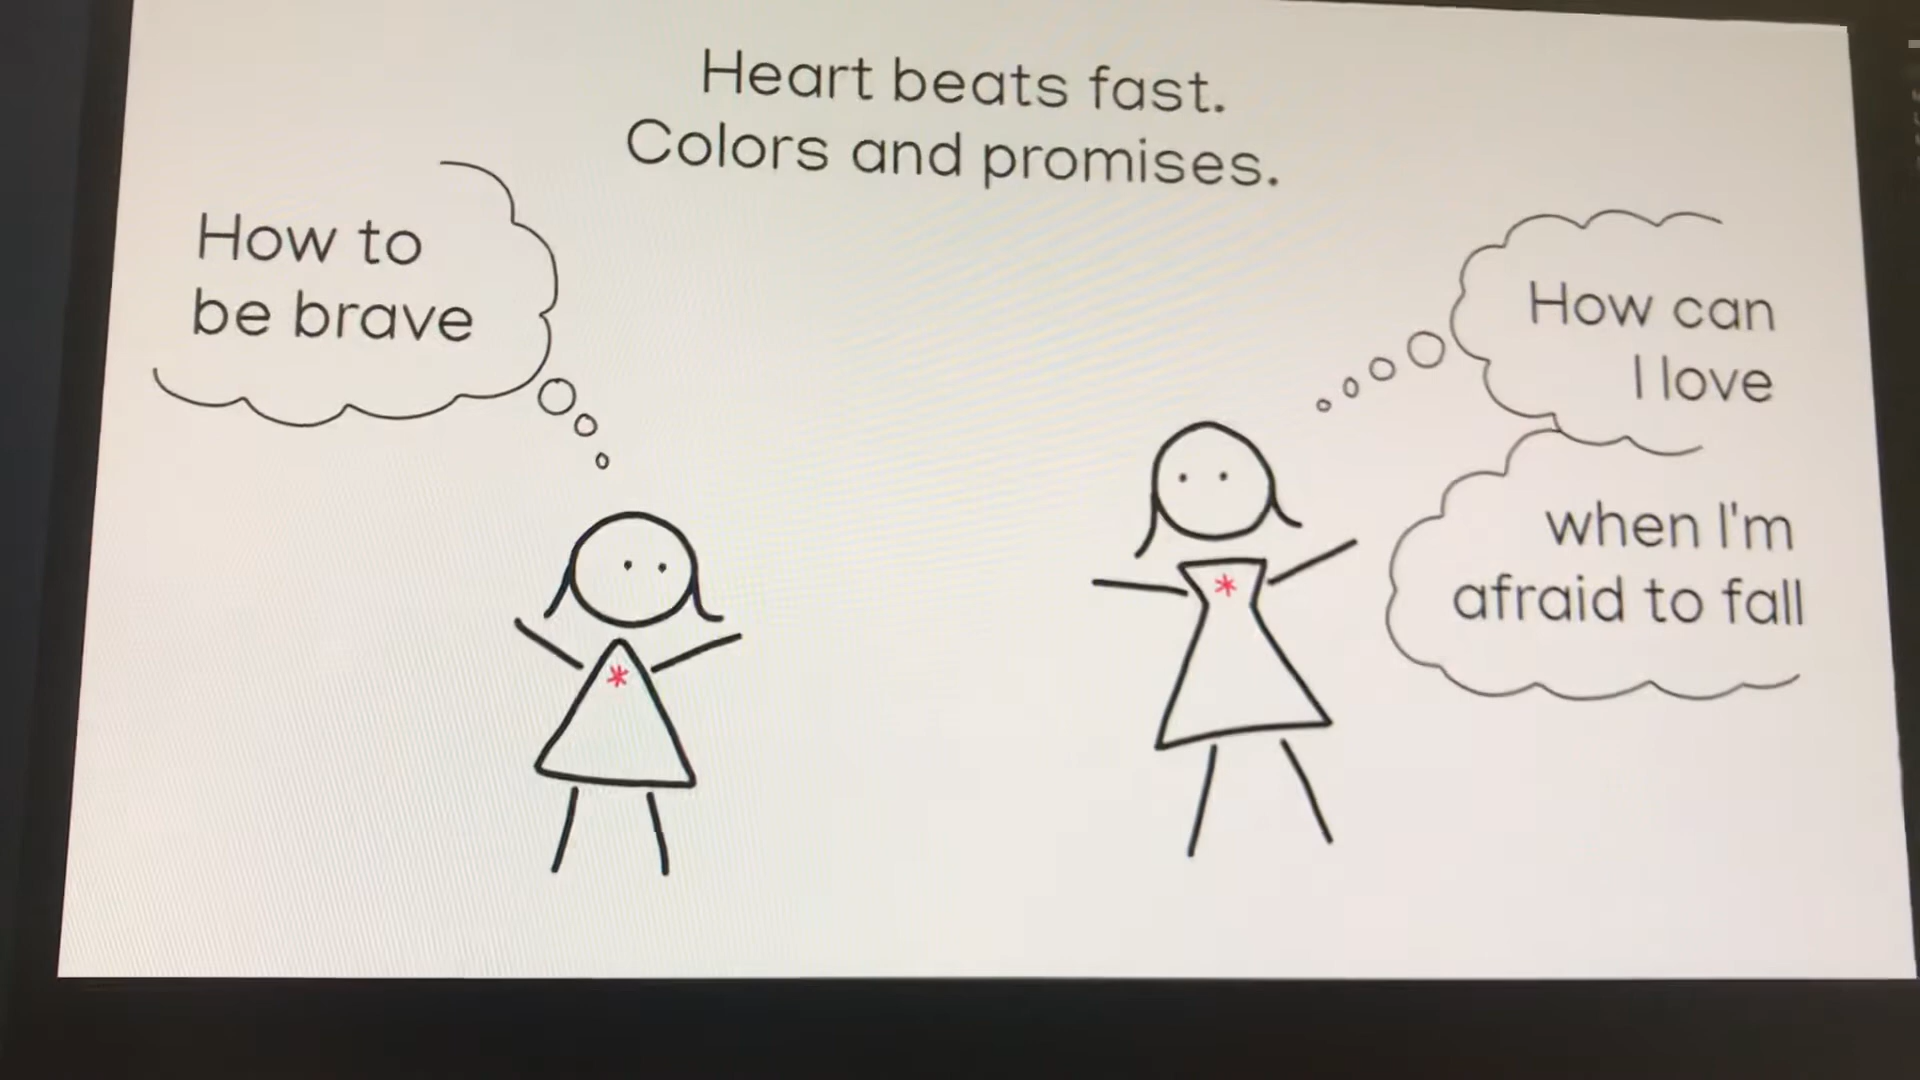 Heart beats fast.
Colors and promises.
How to
be brave
How can
I love
when I'm
afraid to fall